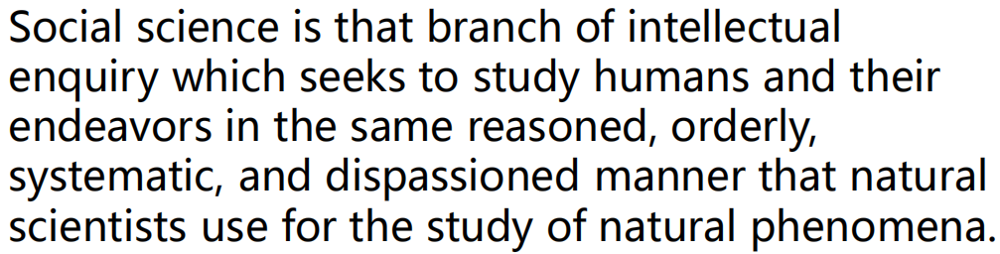 Social science is that branch of intellectual
enquiry which seeks to study humans and their
endeavors in the same reasoned, orderly,
systematic, and dispassioned manner that natural
scientists use for the study of natural phenomena.